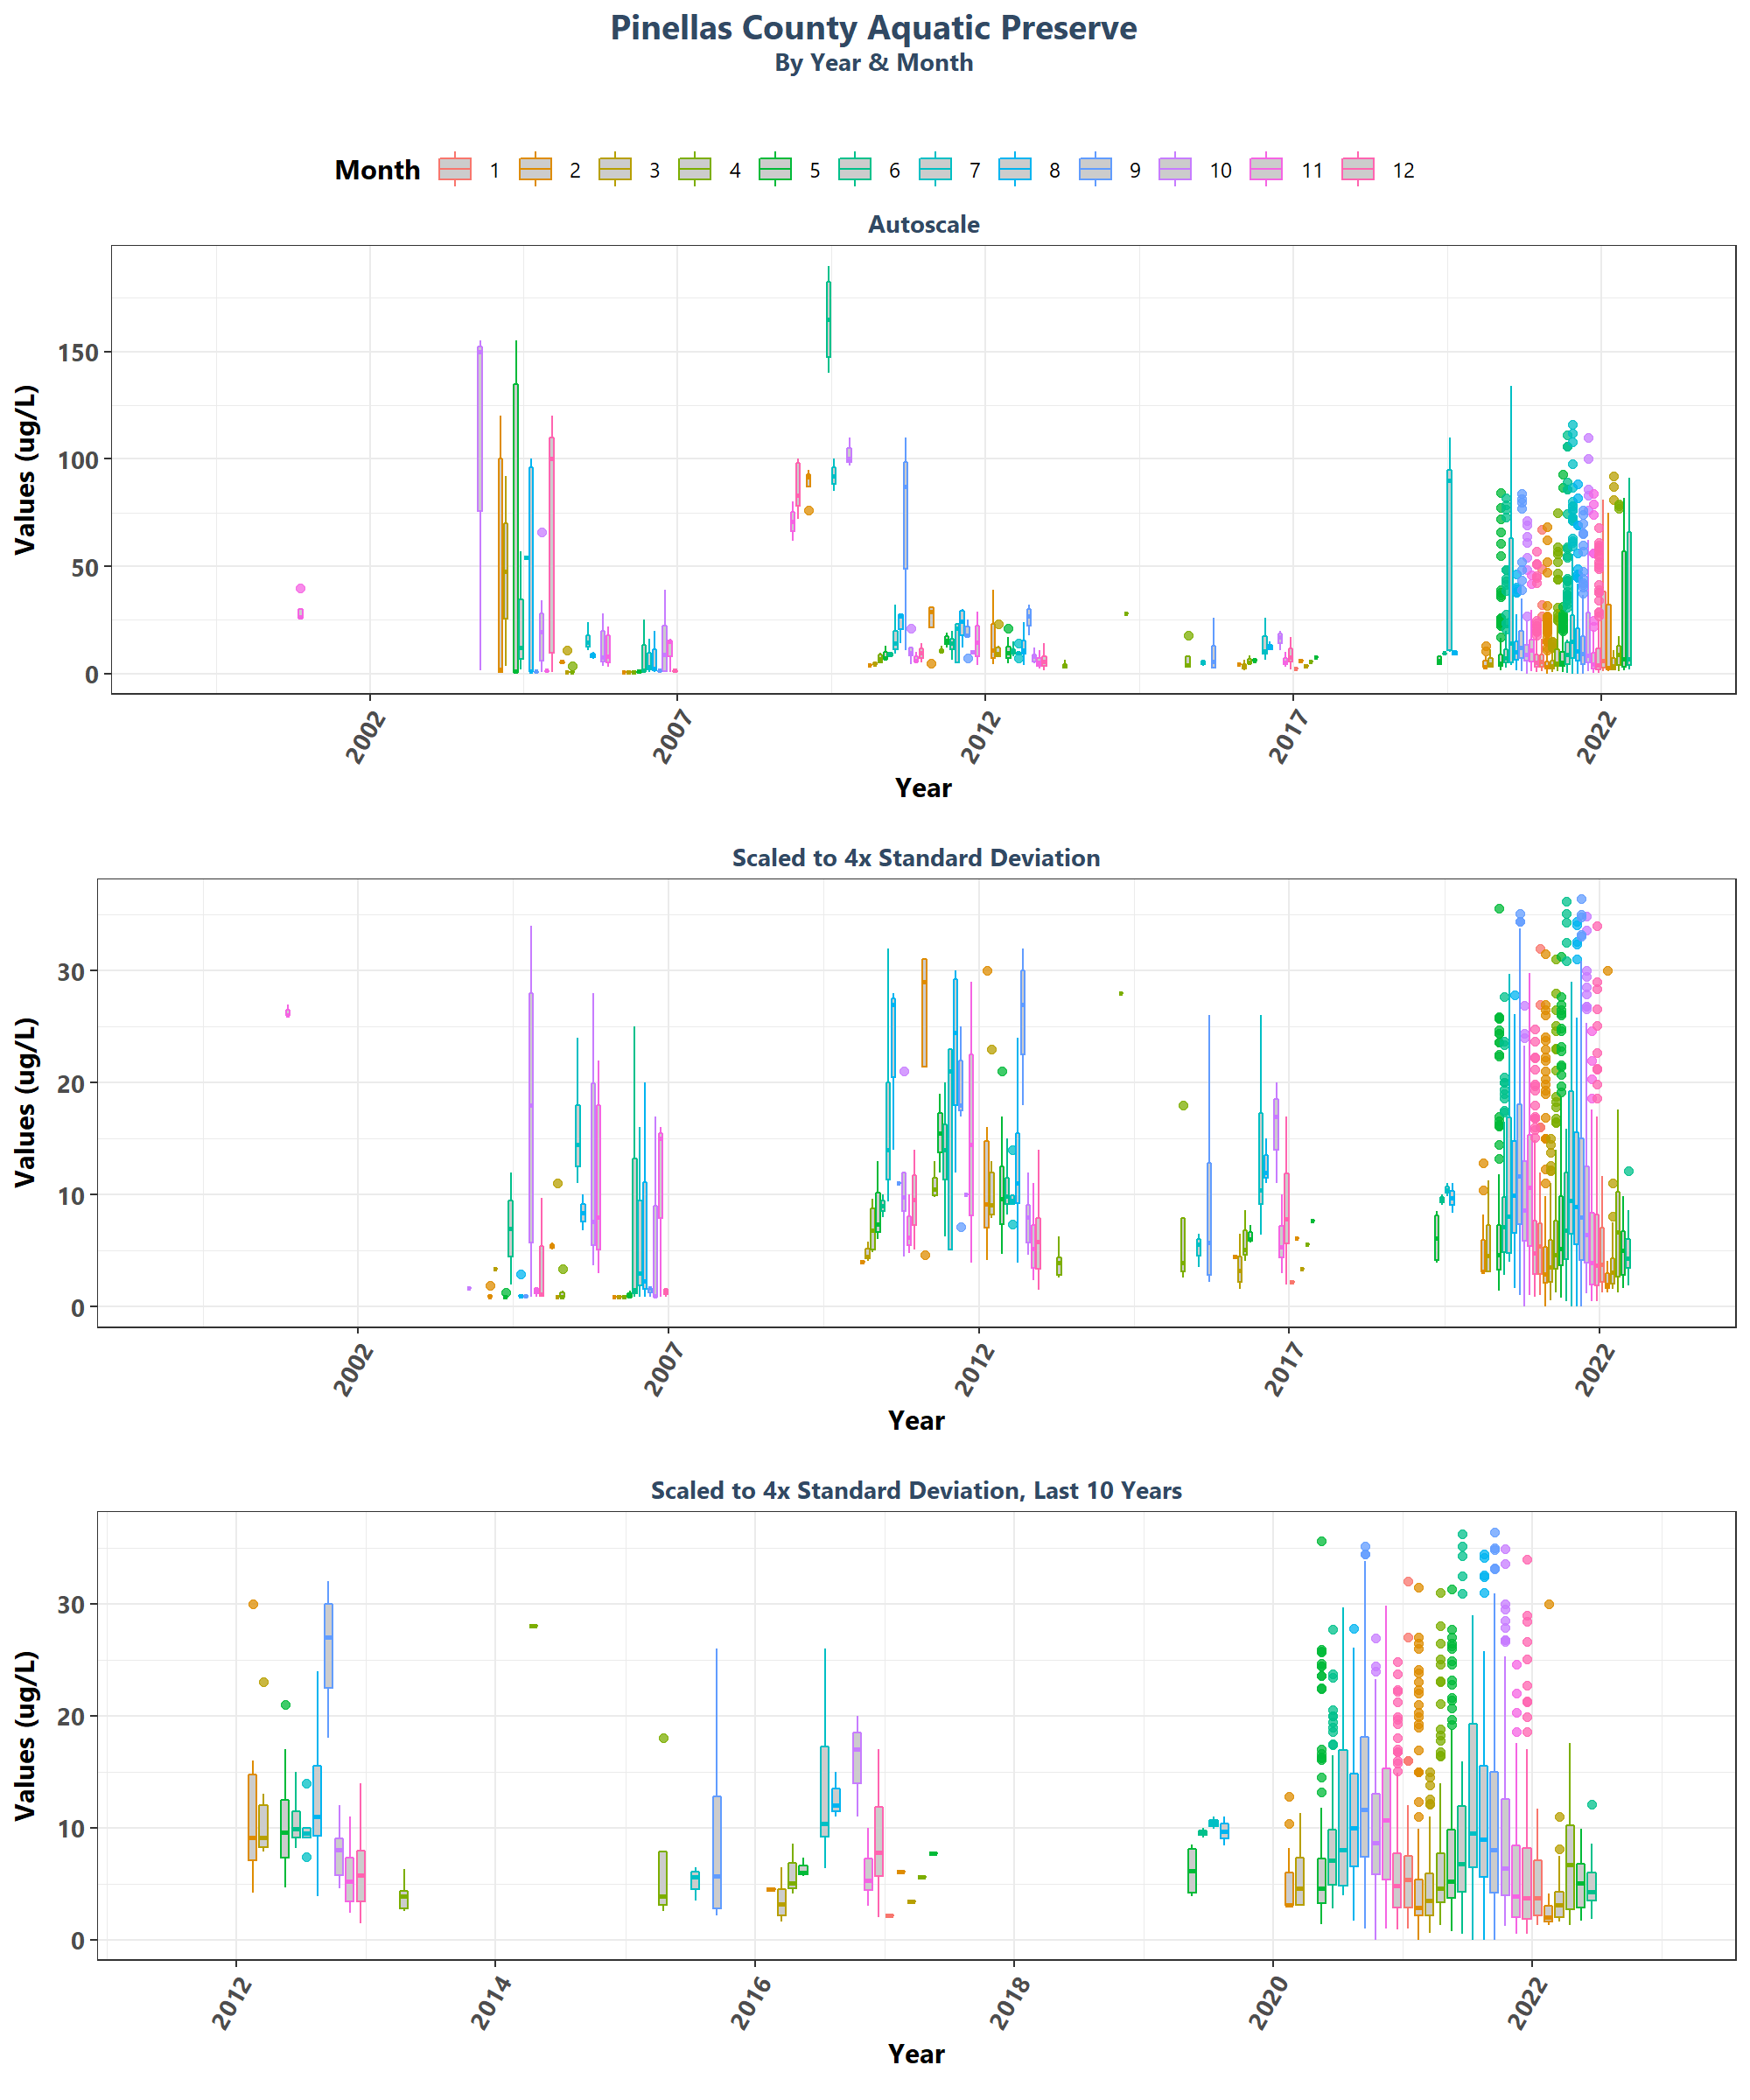 Pinellas County Aquatic Preserve
By Year & Month
Month 1 2 3 4 5 6 7 8 9 10 11 12
Autoscale
Values (ug/L)
150
100
50
0
2002 2007 2012 2017 2022
Year
Scaled to 4x Standard Deviation
Values (ug/L)
30
20
10
0
2002 2007 2012 2017 2022
Year
Scaled to 4x Standard Deviation, Last 10 Years
Values (ug/L)
30
20
10
0
2012 2014 2016 2018 2020 2022
Year